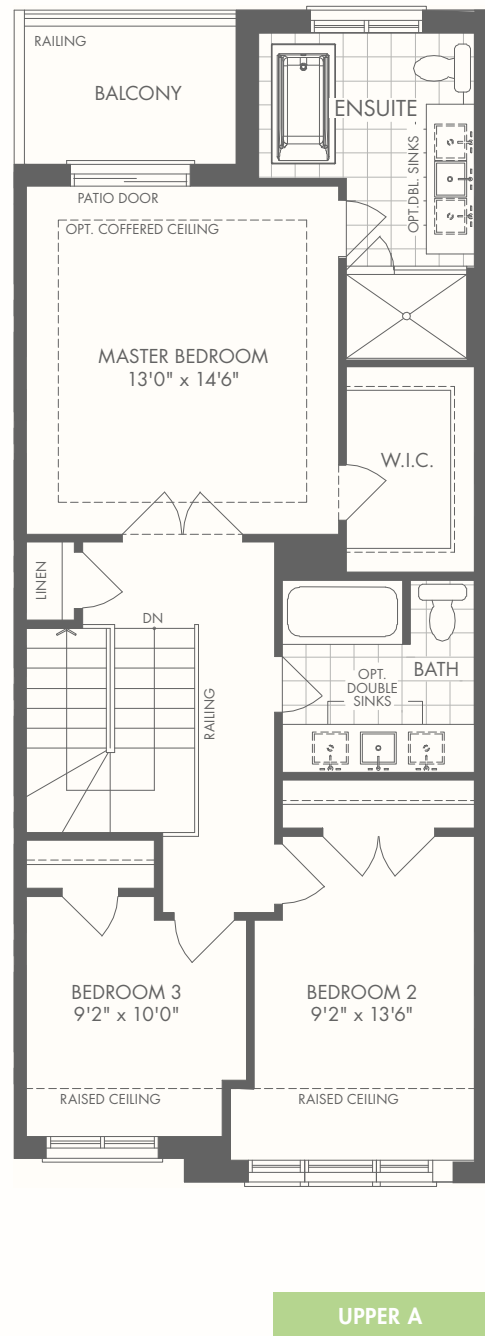 RAILING
BALCONY
ENSUITE
OPT.DBL. SINKS
PATIO DOOR
OPT. COFFERED CEILING
MASTER BEDROOM
13'0" x 14'6"
W.I.C.
LINEN
DN
RAILING
BATH
OPT.
DOUBLE
SINKS
BEDROOM 3
9'2" x 10'0"
BEDROOM 2
9'2" x 13'6"
RAISED CEILING
RAISED CEILING
UPPER A